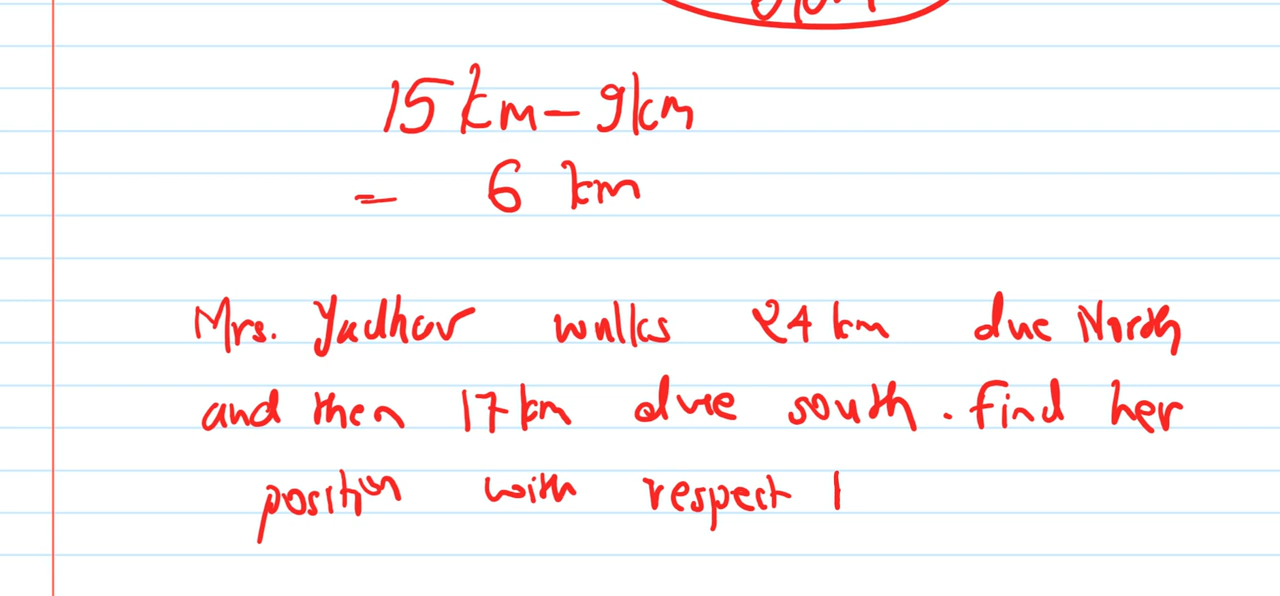 15 km - 9 km
= 6 km
Mrs. Yadhav walks 24 km due North
and then 17 km due south. find her
position with respect